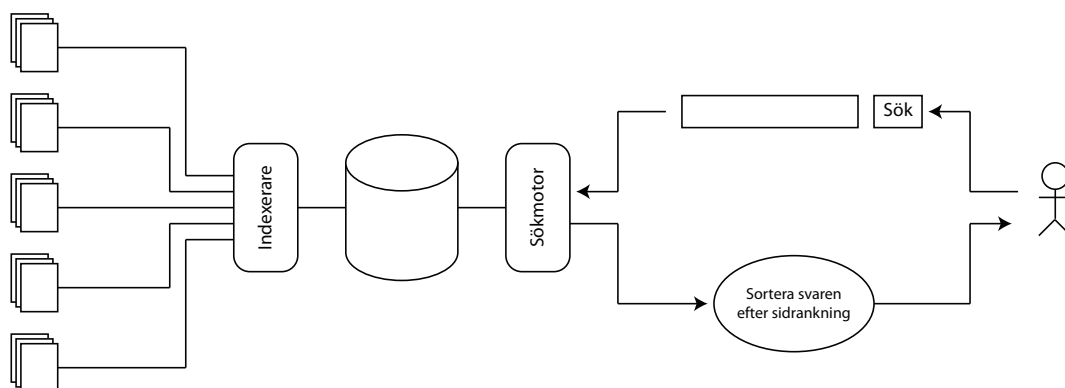 Indexerare
Sökmotor
Sök
Sortera svaren
efter sidrankning